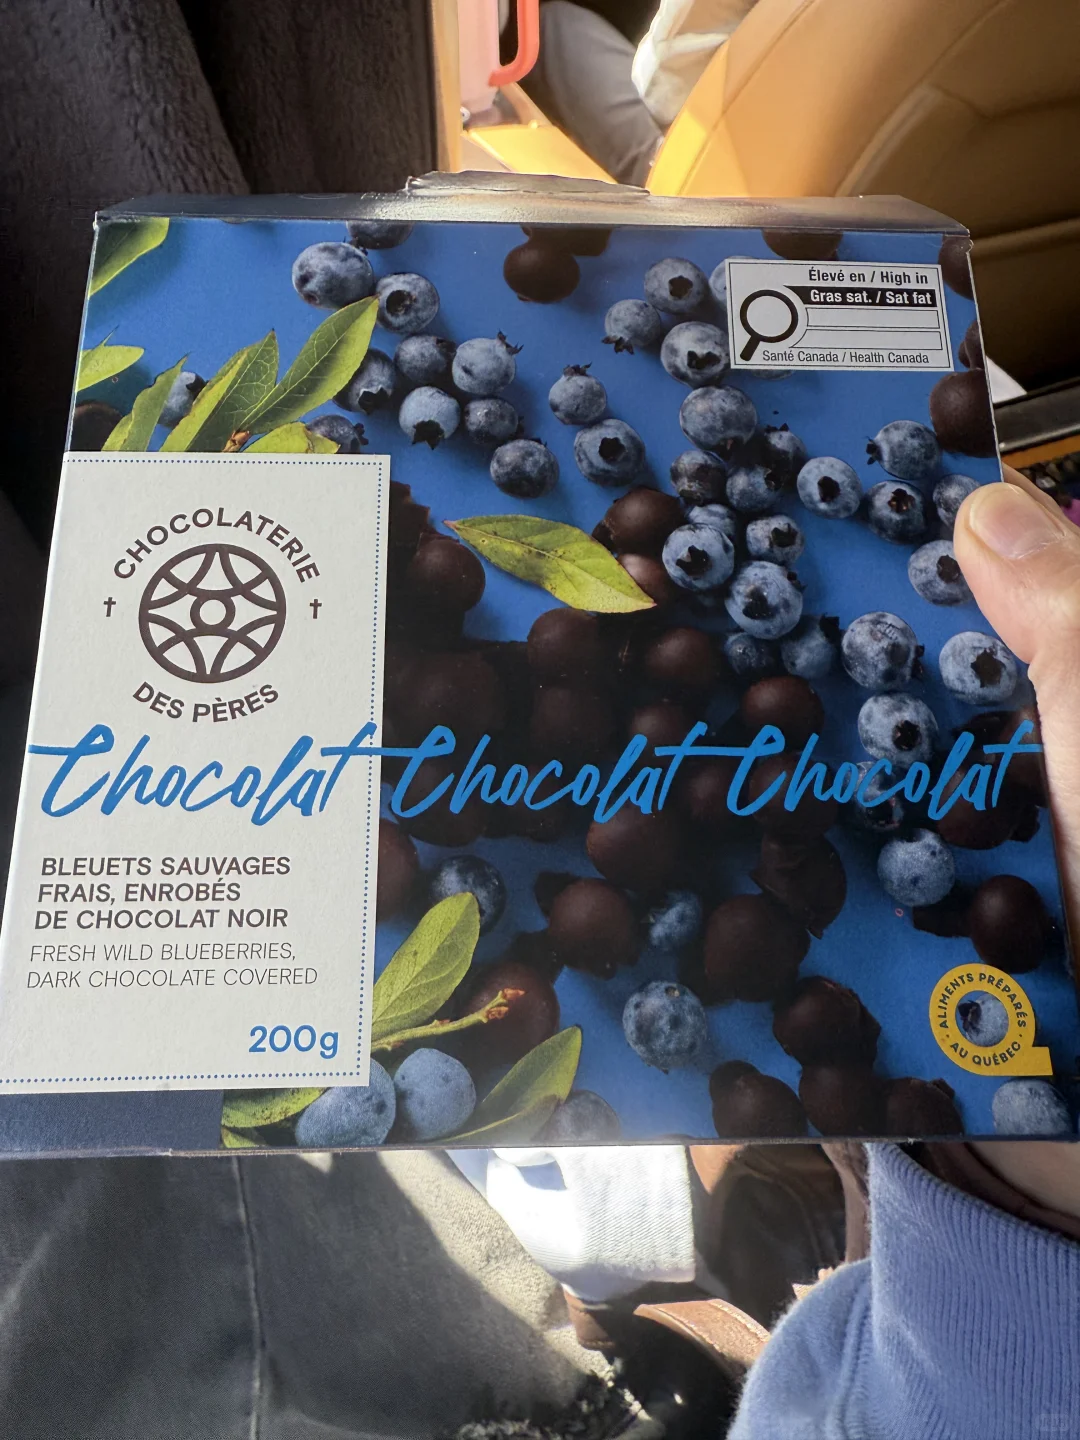 Élevé en / High in
Gras sat. / Sat fat
Santé Canada / Health Canada
CHOCOLATERIE
DES PÈRES
Chocolat Chocolat Chocolat
BLEUETS SAUVAGES
FRAIS, ENROBÉS
DE CHOCOLAT NOIR
FRESH WILD BLUEBERRIES,
DARK CHOCOLATE COVERED
200g
ALIMENTS PRÉPARÉS
AU QUÉBEC